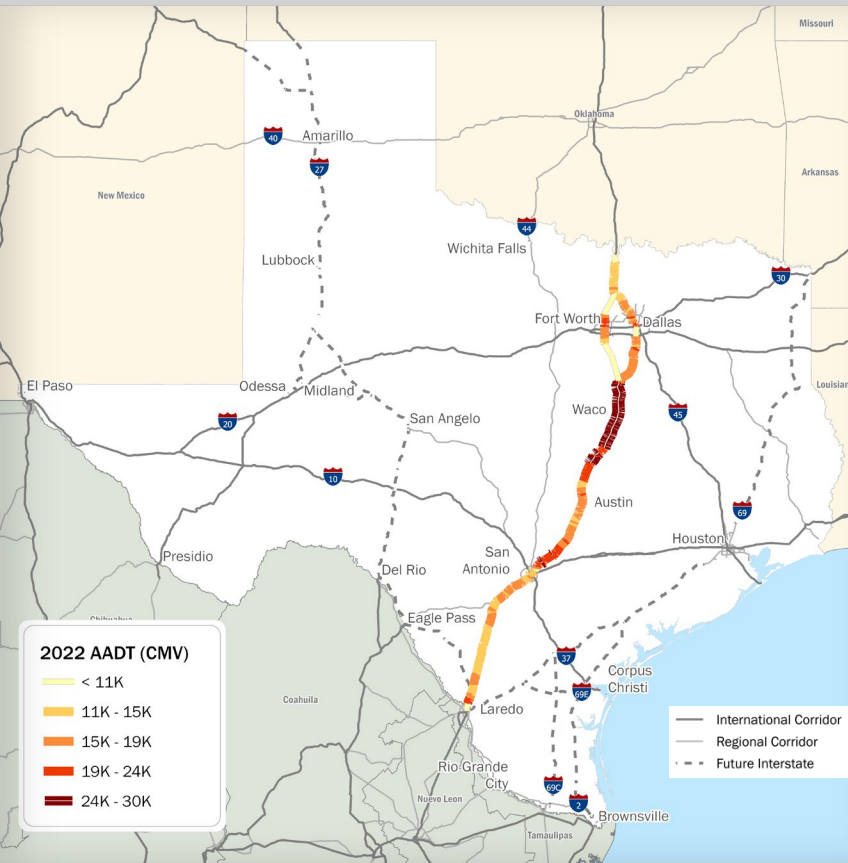 Missouri
Oklahoma
40
Amarillo
27
Arkansas
New Mexico
44
Wichita Falls
Lubbock
30
Fort Worth
Dallas
El Paso
Odessa
Midland
Louisian
20
San Angelo
Waco
45
10
Austin
69
Houston
Presidio
San
Antonio
Del Rio
Eagle Pass
Chihuahua
37
Corpus
Christi
69E
Coahuila
Laredo
Rio Grande
City
69C
2
Nuevo Leon
Brownsville
Tamaulipas
2022 AADT (CMV)
< 11K
11K - 15K
15K - 19K
19K - 24K
24K - 30K
International Corridor
Regional Corridor
Future Interstate